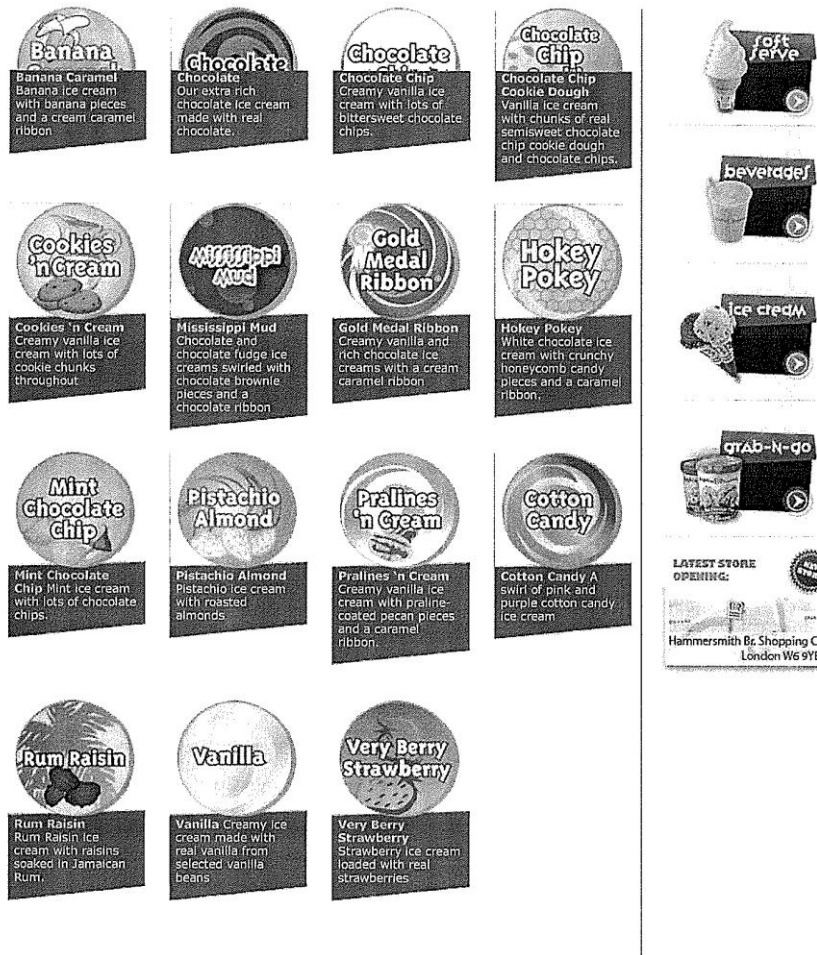 Banana
Banana Caramel
Banana ice cream
with banana pieces
and a cream caramel
ribbon
Chocolate
Chocolate
Our extra rich
chocolate ice cream
made with real
chocolate.
Chocolate
Chocolate Chip
Creamy vanilla ice
cream with lots of
bittersweet chocolate
chips.
Chocolate
Chip
Chocolate Chip
Cookie Dough
Vanilla ice cream
with chunks of real
semisweet chocolate
chip cookie dough
and chocolate chips.
Cookies
'n Cream
Cookies 'n Cream
Creamy vanilla ice
cream with lots of
cookie chunks
throughout
Mississippi
Mud
Mississippi Mud
Chocolate and
chocolate fudge ice
creams swirled with
chocolate brownie
pieces and a
chocolate ribbon
Gold
Medal
Ribbon®
Gold Medal Ribbon
Creamy vanilla and
rich chocolate ice
creams with a cream
caramel ribbon
Hokey
Pokey
Hokey Pokey
White chocolate ice
cream with crunchy
honeycomb candy
pieces and a caramel
ribbon.
Mint
Chocolate
Chip
Mint Chocolate
Chip Mint ice cream
with lots of chocolate
chips.
Pistachio
Almond
Pistachio Almond
Pistachio ice cream
with roasted
almonds
Pralines
'n Cream
Pralines 'n Cream
Creamy vanilla ice
cream with praline-
coated pecan pieces
and a caramel
ribbon.
Cotton
Candy
Cotton Candy A
swirl of pink and
purple cotton candy
ice cream
Rum Raisin
Rum Raisin
Rum Raisin ice
cream with raisins
soaked in Jamaican
Rum.
Vanilla
Vanilla Creamy ice
cream made with
real vanilla from
selected vanilla
beans
Very Berry
Strawberry
Very Berry
Strawberry
Strawberry ice cream
loaded with real
strawberries
soft
serve
beverages
ice cream
grab-n-go
LATEST STORE
OPENING:
Hammersmith Br. Shopping C
London W6 9YE